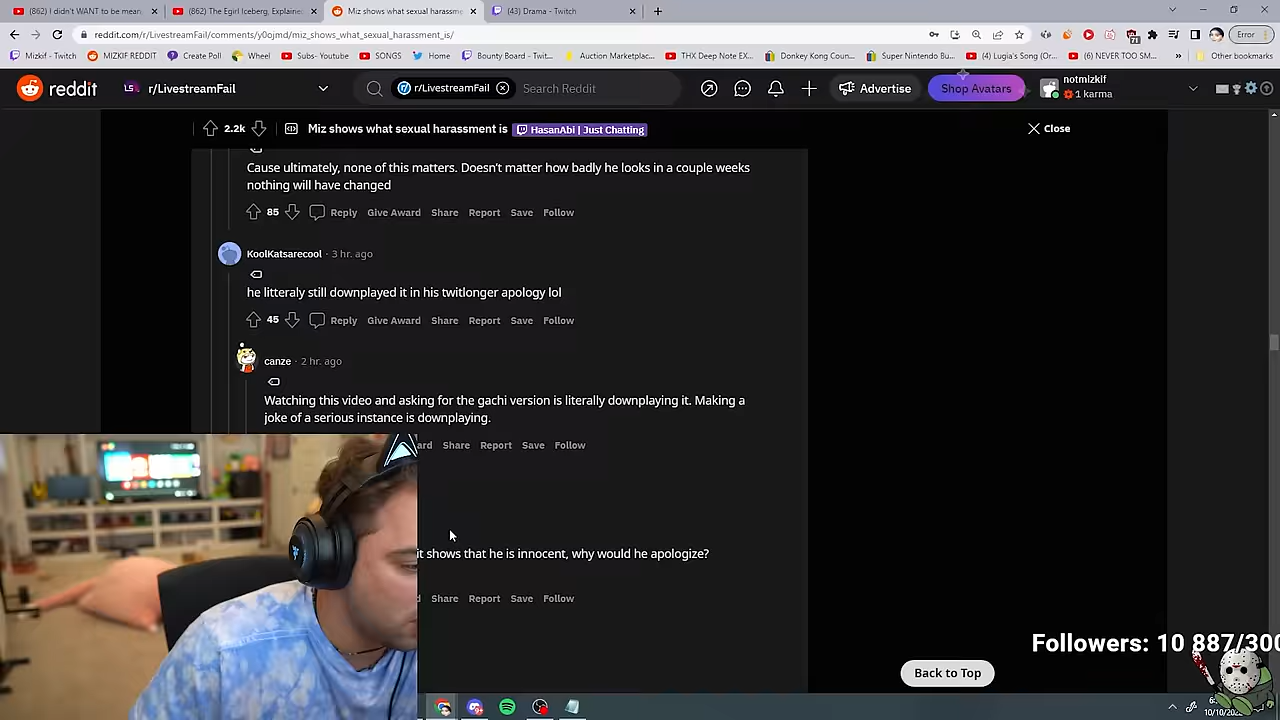 (862) I didn't WANT to be mean
(862) The Egirl Iceberg, Explaine
Miz shows what sexual harassm
(43) Drama - Twitch
reddit.com/r/LivestreamFail/comments/y0ojmd/miz_shows_what_sexual_harassment_is/
Error
Mizkif - Twitch
MIZKIF REDDIT
Create Poll
Wheel
Subs- Youtube
SONGS
Home
Bounty Board - Twit...
Auction Marketplac...
THX Deep Note EX...
Donkey Kong Coun...
Super Nintendo Bu...
(4) Lugia's Song (Or...
(6) NEVER TOO SM...
Other bookmarks
reddit
r/LivestreamFail
r/LivestreamFail
Search Reddit
Advertise
Shop Avatars
notmizkif
1 karma
2.2k
Miz shows what sexual harassment is
HasanAbi | Just Chatting
Close
Cause ultimately, none of this matters. Doesn't matter how badly he looks in a couple weeks
nothing will have changed
85 Reply Give Award Share Report Save Follow
KoolKatsarecool · 3 hr. ago
he litteraly still downplayed it in his twitlonger apology lol
45 Reply Give Award Share Report Save Follow
canze · 2 hr. ago
Watching this video and asking for the gachi version is literally downplaying it. Making a
joke of a serious instance is downplaying.
ard Share Report Save Follow
it shows that he is innocent, why would he apologize?
Share Report Save Follow
Followers: 10 887/300
Back to Top